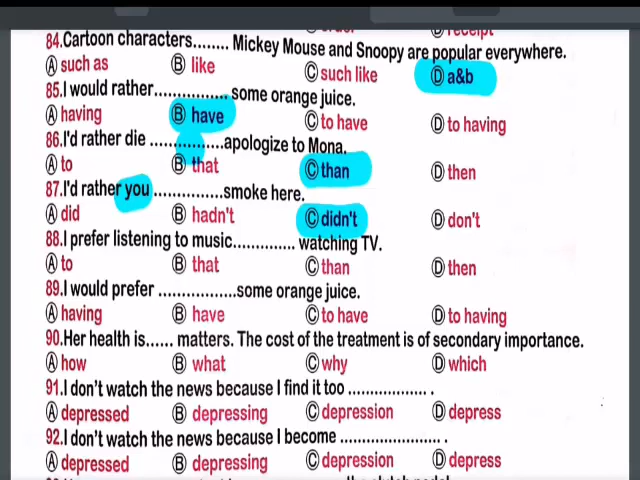 D receipt
84.Cartoon characters........ Mickey Mouse and Snoopy are popular everywhere.
A such as B like C such like D a&b
85.I would rather................some orange juice.
A having B have C to have D to having
86.I'd rather die ................apologize to Mona.
A to B that C than D then
87.I'd rather you ...............smoke here.
A did B hadn't C didn't D don't
88.I prefer listening to music.............. watching TV.
A to B that C than D then
89.I would prefer .................some orange juice.
A having B have C to have D to having
90.Her health is...... matters. The cost of the treatment is of secondary importance.
A how B what C why D which
91.I don't watch the news because I find it too ................. .
A depressed B depressing C depression D depress
92.I don't watch the news because I become ....................... .
A depressed B depressing C depression D depress